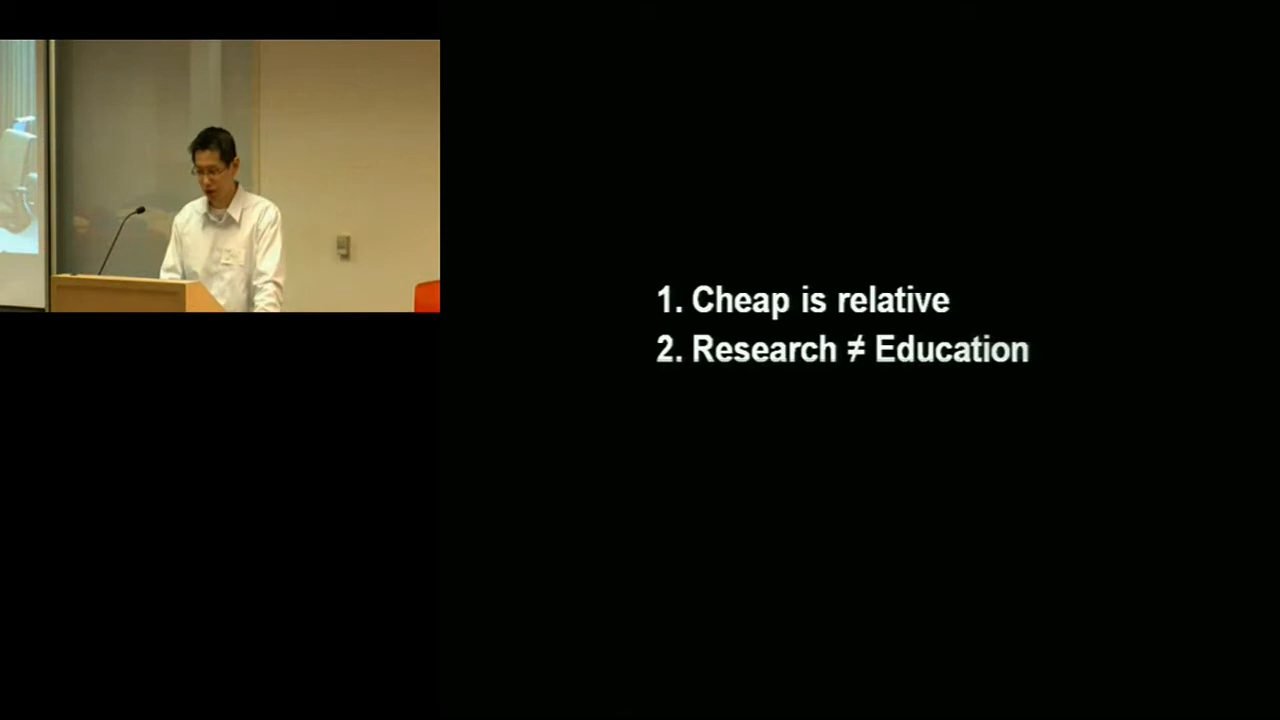 1. Cheap is relative
2. Research ≠ Education